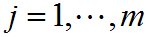 j = 1, ⋯, m